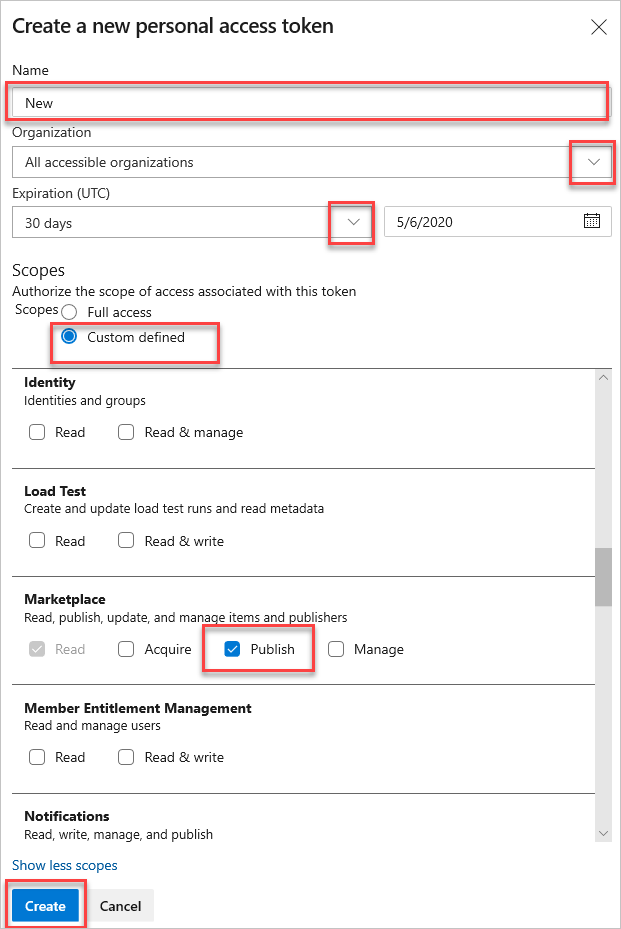 Create a new personal access token
Name
New
Organization
All accessible organizations
Expiration (UTC)
30 days 5/6/2020
Scopes
Authorize the scope of access associated with this token
Scopes Full access
Custom defined
Identity
Identities and groups
Read Read & manage
Load Test
Create and update load test runs and read metadata
Read Read & write
Marketplace
Read, publish, update, and manage items and publishers
Read Acquire Publish Manage
Member Entitlement Management
Read and manage users
Read Read & write
Notifications
Read, write, manage, and publish
Show less scopes
Create Cancel